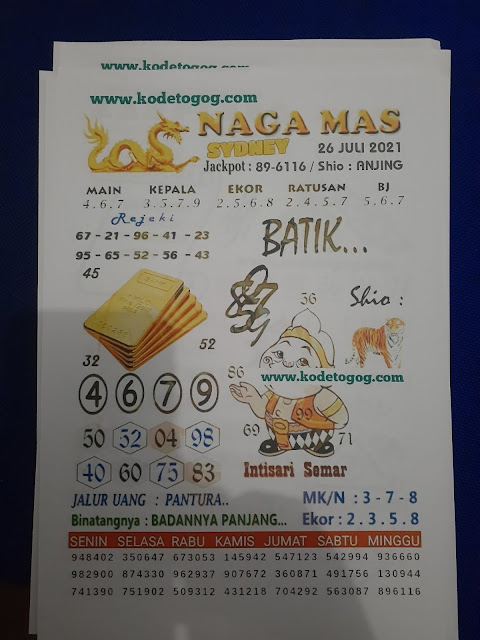 www.kodetogog.com
www.kodetogog.com
NAGA MAS
SYDNEY 26 JULI 2021
Jackpot : 89-6116 / Shio : ANJING
MAIN KEPALA EKOR RATUSAN BJ
4.6.7 3.5.7.9 2.5.6.8 2.4.5.7 5.6.7
Rejeki
67 - 21 - 96 - 41 - 23
95 - 65 - 52 - 56 - 43
BATIK...
45
36
Shio :
52
32
www.kodetogog.com
86
4 6 7 9
99
69
71
50 32 04 98
40 60 75 83
Intisari Semar
JALUR UANG : PANTURA..
MK/N : 3 - 7 - 8
Binatangnya : BADANNYA PANJANG...
Ekor : 2 . 3 . 5 . 8
SENIN SELASA RABU KAMIS JUMAT SABTU MINGGU
948402 350647 673053 145942 547123 542994 936660
982900 874330 962937 907672 360871 491756 130944
741390 751902 509312 431218 704292 563087 896116